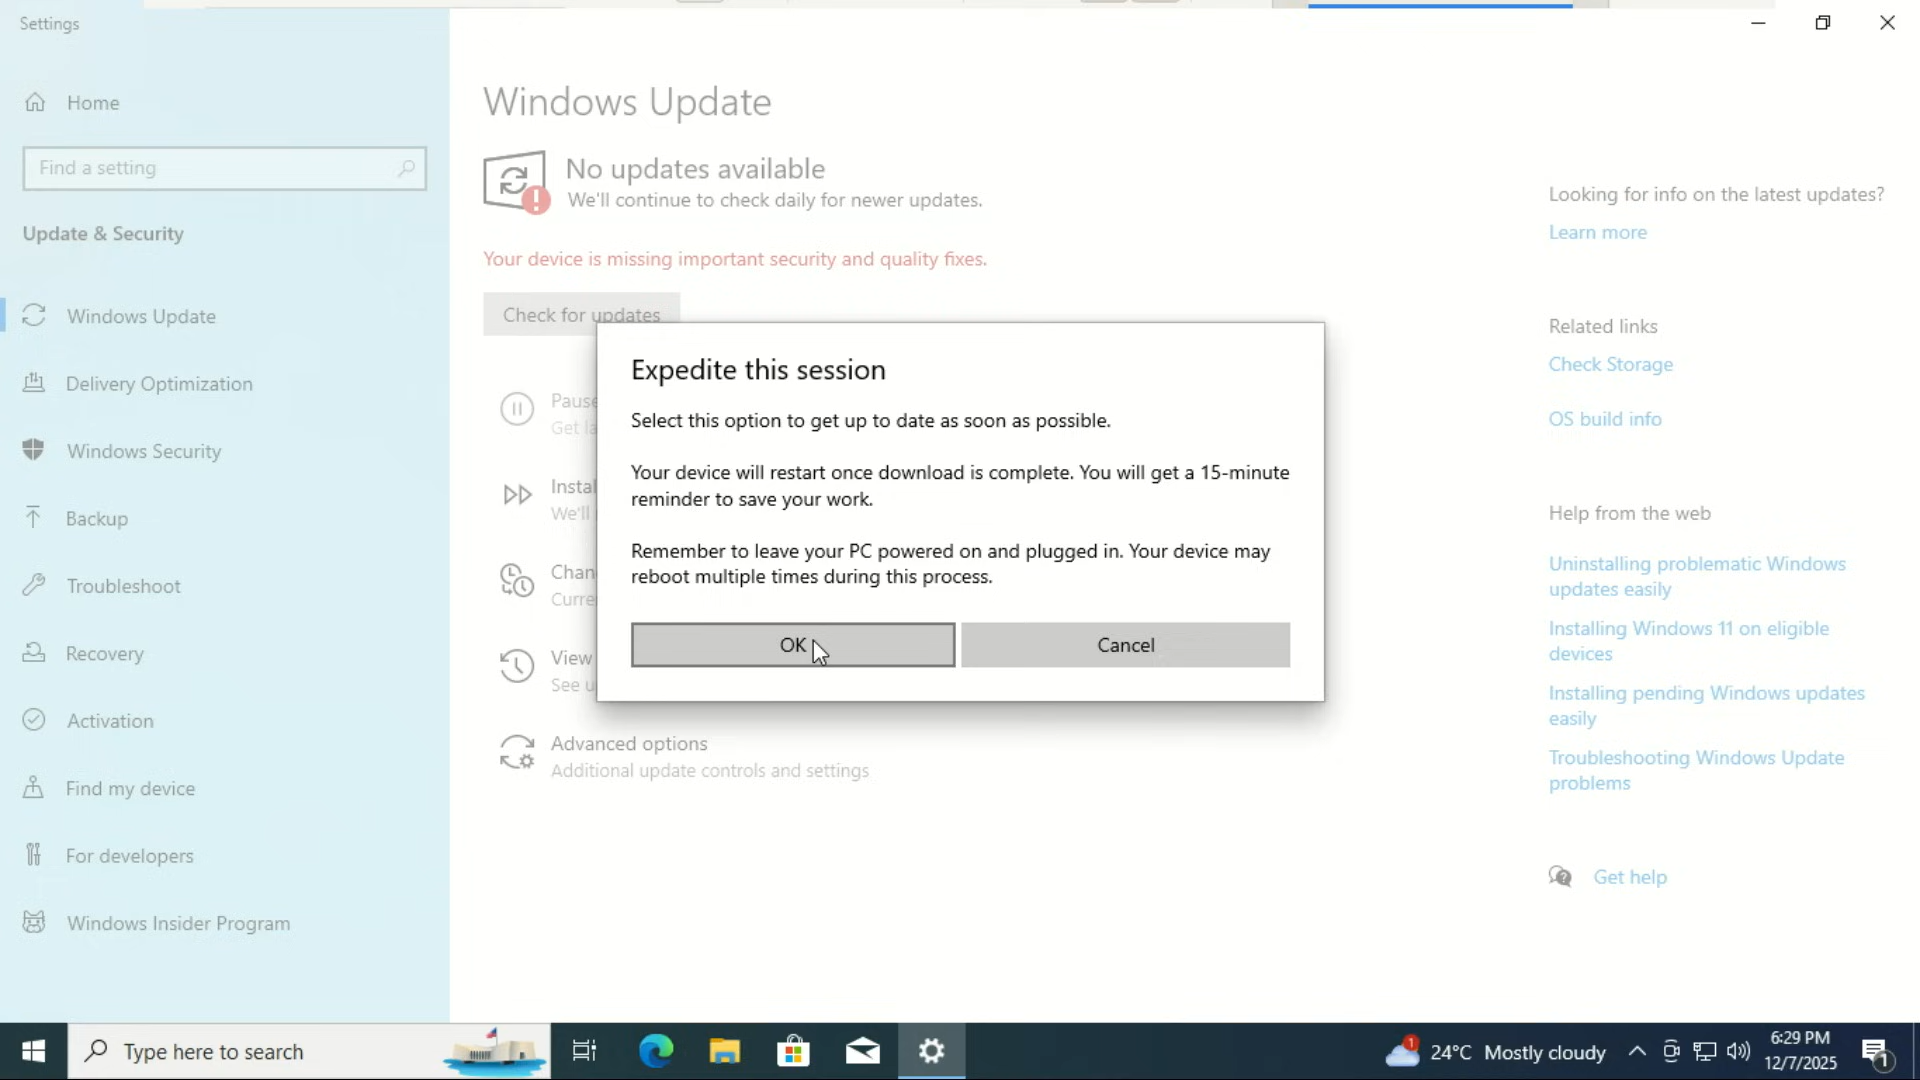 Settings
Home
Find a setting
Update & Security
Windows Update
Delivery Optimization
Windows Security
Backup
Troubleshoot
Recovery
Activation
Find my device
For developers
Windows Insider Program
Windows Update
No updates available
We'll continue to check daily for newer updates.
Your device is missing important security and quality fixes.
Check for updates
Pause
Get la
Instal
We'll
Chan
Curre
View
See u
Advanced options
Additional update controls and settings
Expedite this session
Select this option to get up to date as soon as possible.
Your device will restart once download is complete. You will get a 15-minute
reminder to save your work.
Remember to leave your PC powered on and plugged in. Your device may
reboot multiple times during this process.
OK
Cancel
Looking for info on the latest updates?
Learn more
Related links
Check Storage
OS build info
Help from the web
Uninstalling problematic Windows
updates easily
Installing Windows 11 on eligible
devices
Installing pending Windows updates
easily
Troubleshooting Windows Update
problems
Get help
Type here to search
1
24°C Mostly cloudy
6:29 PM
12/7/2025
1